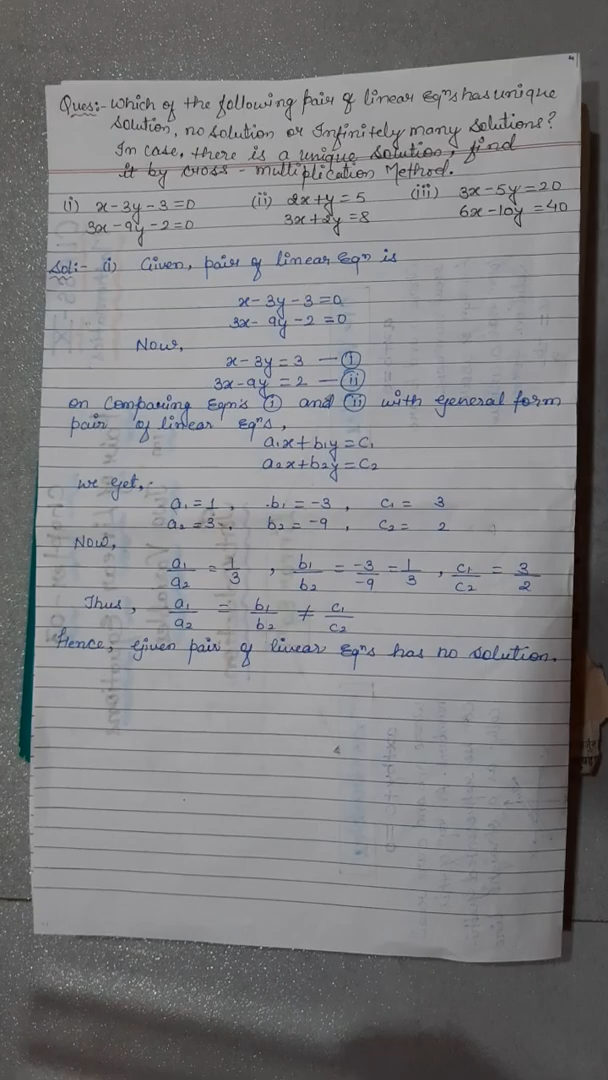 Ques:- Which of the following pair of linear Eqⁿs has unique
solution, no solution or Infinitely many solutions?
In case, there is a unique solution, find
it by cross-multiplication Method.
(i) x-3y-3=0 (ii) 2x+y=5 (iii) 3x-5y=20
3x-9y-2=0 3x+2y=8 6x-10y=40
Sol:- (i) Given, pair of linear Eqⁿ is
x-3y-3=0
3x-9y-2=0
Now,
x-3y=3 —(i)
3x-9y=2 —(ii)
on comparing Eqn's (i) and (ii) with general form
pair of linear Eqⁿs,
a₁x+b₁y=c₁
a₂x+b₂y=c₂
we get,
a₁=1, b₁=-3, c₁= 3
a₂=3, b₂=-9, c₂= 2
Now,
a₁/a₂ = 1/3, b₁/b₂ = -3/-9 = 1/3, c₁/c₂ = 3/2
Thus, a₁/a₂ = b₁/b₂ ≠ c₁/c₂
Hence, given pair of linear Eqⁿs has no solution.